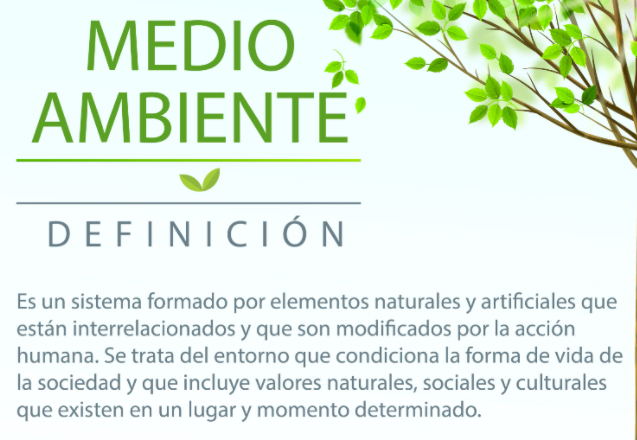 MEDIO
AMBIENTE
DEFINICIÓN
Es un sistema formado por elementos naturales y artificiales que
están interrelacionados y que son modificados por la acción
humana. Se trata del entorno que condiciona la forma de vida de
la sociedad y que incluye valores naturales, sociales y culturales
que existen en un lugar y momento determinado.